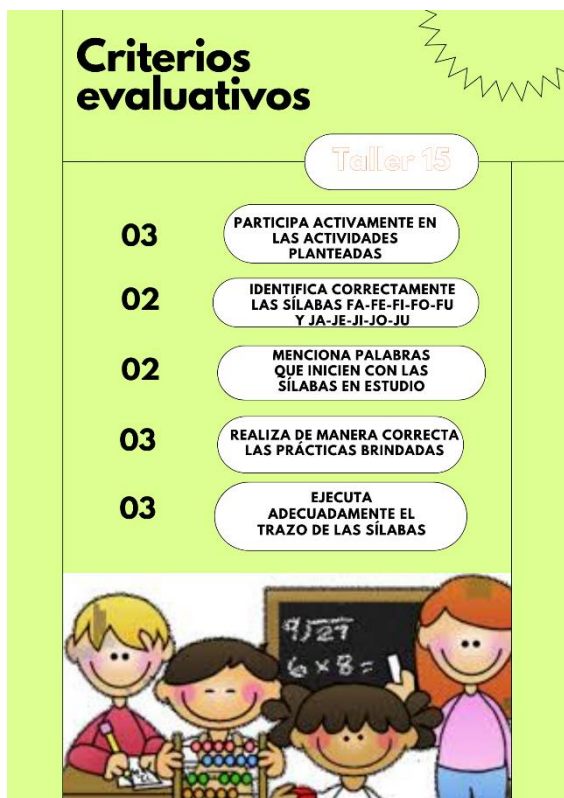 Criterios
evaluativos
Taller 15
03
PARTICIPA ACTIVAMENTE EN
LAS ACTIVIDADES
PLANTEADAS
02
IDENTIFICA CORRECTAMENTE
LAS SÍLABAS FA-FE-FI-FO-FU
Y JA-JE-JI-JO-JU
02
MENCIONA PALABRAS
QUE INICIEN CON LAS
SÍLABAS EN ESTUDIO
03
REALIZA DE MANERA CORRECTA
LAS PRÁCTICAS BRINDADAS
03
EJECUTA
ADECUADAMENTE EL
TRAZO DE LAS SÍLABAS
9)27
6 x 8 =